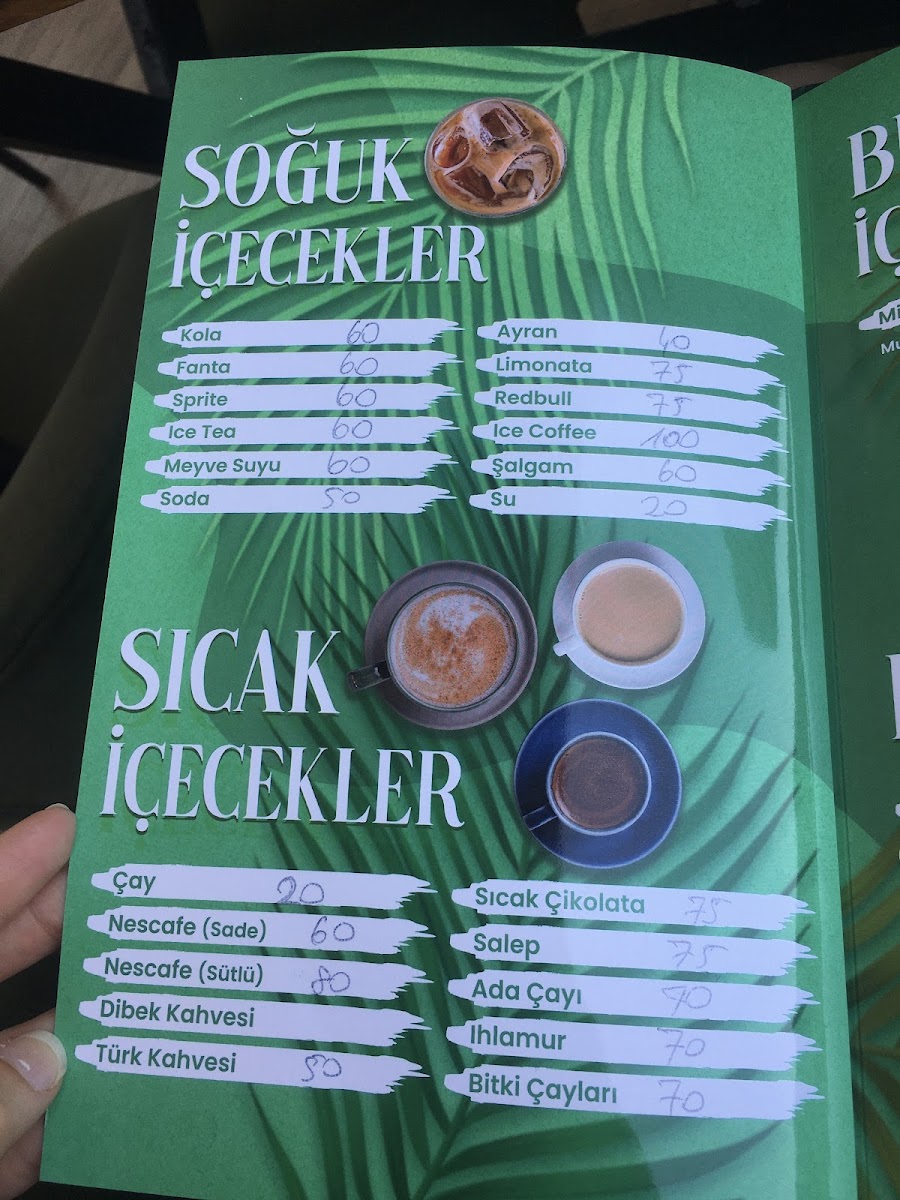 SOĞUK
İÇECEKLER
Kola 60
Fanta 60
Sprite 60
Ice Tea 60
Meyve Suyu 60
Soda 50
Ayran 40
Limonata 75
Redbull 75
Ice Coffee 100
Şalgam 60
Su 20
SICAK
İÇECEKLER
Çay 20
Nescafe (Sade) 60
Nescafe (Sütlü) 80
Dibek Kahvesi
Türk Kahvesi 50
Sıcak Çikolata 75
Salep 75
Ada Çayı 70
Ihlamur 70
Bitki Çayları 70